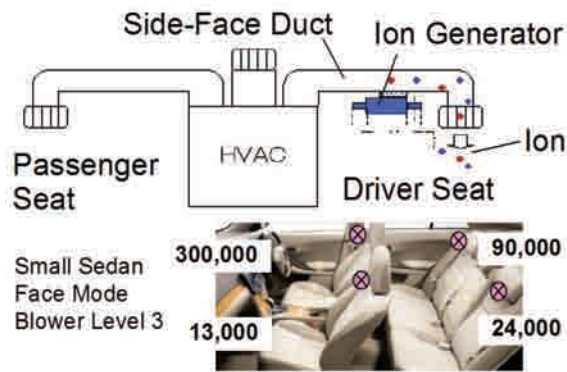 Side-Face Duct
Ion Generator
HVAC
Ion
Passenger
Seat
Driver Seat
Small Sedan
Face Mode
Blower Level 3
300,000
90,000
13,000
24,000